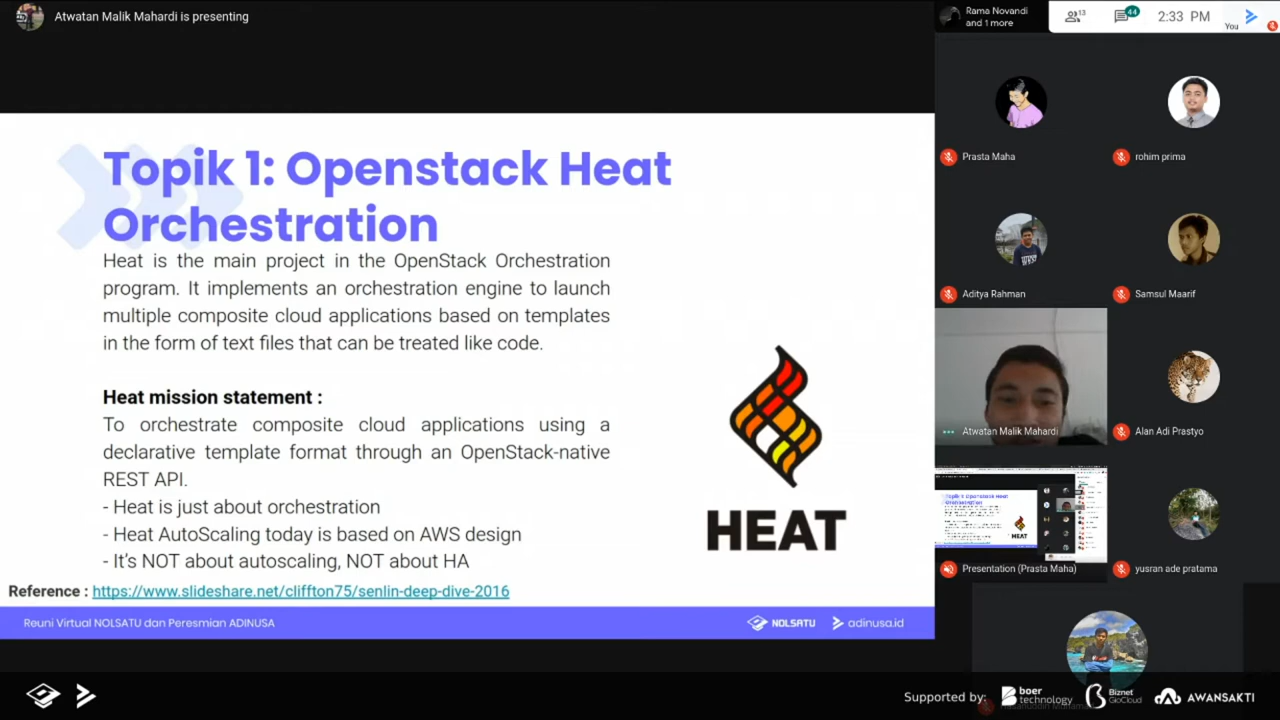 Atwatan Malik Mahardi is presenting
Rama Novandi
and 1 more
13
44
2:33 PM
You
Topik 1: Openstack Heat
Orchestration
Heat is the main project in the OpenStack Orchestration
program. It implements an orchestration engine to launch
multiple composite cloud applications based on templates
in the form of text files that can be treated like code.
Heat mission statement :
To orchestrate composite cloud applications using a
declarative template format through an OpenStack-native
REST API.
- Heat is just about orchestration
- Heat AutoScaling today is based on AWS design
- It's NOT about autoscaling, NOT about HA
Reference : https://www.slideshare.net/cliffton75/senlin-deep-dive-2016
HEAT
Reuni Virtual NOLSATU dan Peresmian ADINUSA
NOLSATU
adinusa.id
Prasta Maha
rohim prima
Aditya Rahman
Samsul Maarif
Atwatan Malik Mahardi
Alan Adi Prastyo
Topik 1: Openstack Heat
Orchestration
HEAT
Presentation (Prasta Maha)
yusran ade pratama
Supported by:
boer
technology
Biznet
GioCloud
AWANSAKTI